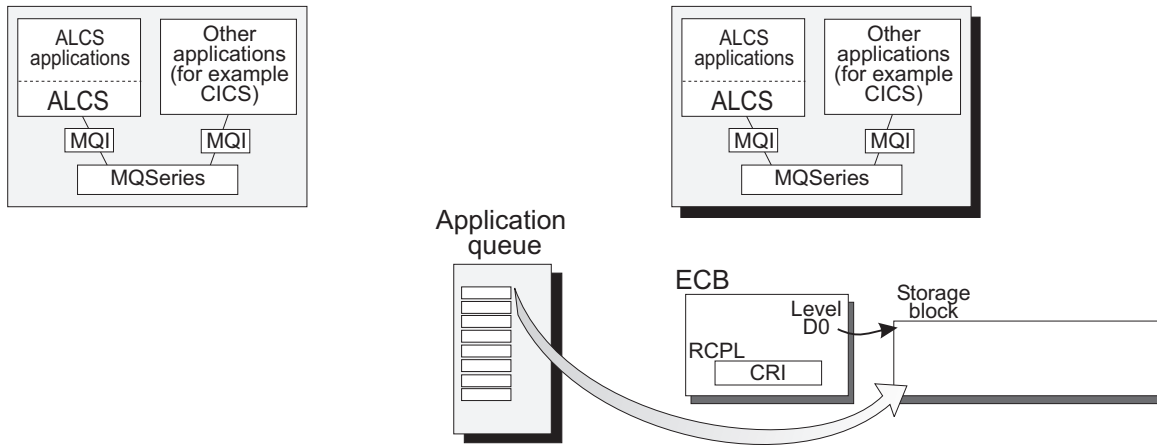 ALCS
applications
ALCS
Other
applications
(for example
CICS)
MQI
MQI
MQSeries
ALCS
applications
ALCS
Other
applications
(for example
CICS)
MQI
MQI
MQSeries
Application
queue
ECB
Level
D0
RCPL
CRI
Storage
block